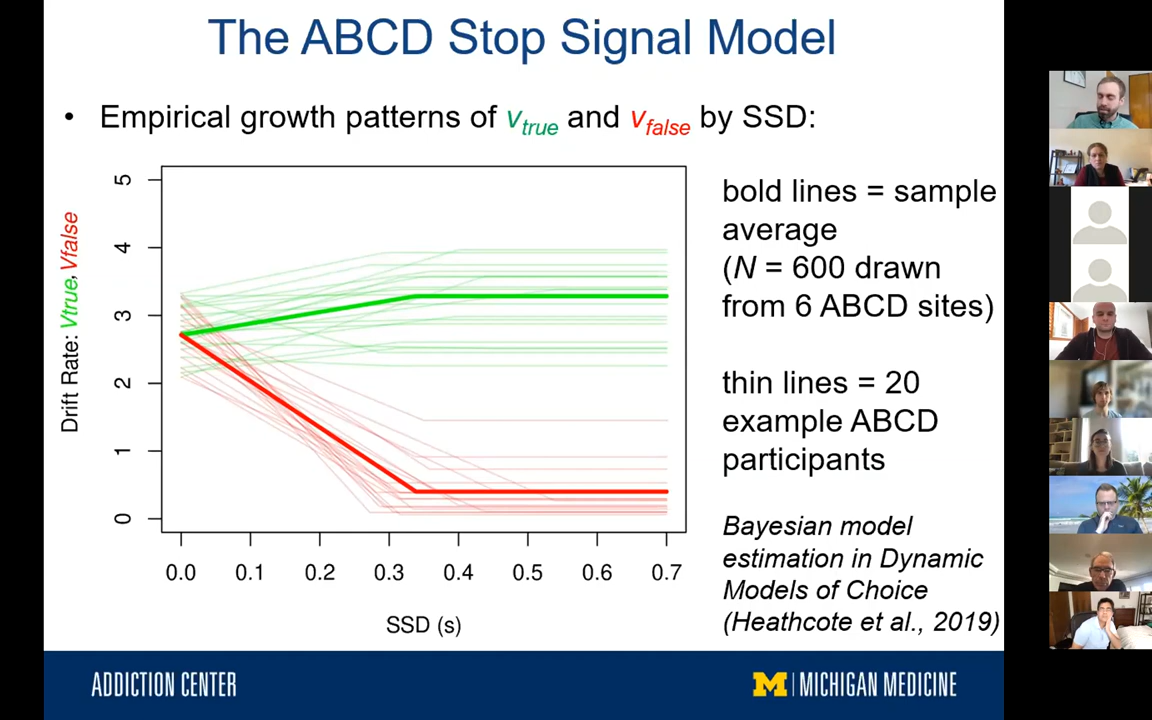 The ABCD Stop Signal Model
• Empirical growth patterns of vtrue and vfalse by SSD:
bold lines = sample
average
(N = 600 drawn
from 6 ABCD sites)
thin lines = 20
example ABCD
participants
Bayesian model
estimation in Dynamic
Models of Choice
(Heathcote et al., 2019)
Drift Rate: Vtrue, Vfalse
5
4
3
2
1
0
0.0 0.1 0.2 0.3 0.4 0.5 0.6 0.7
SSD (s)
ADDICTION CENTER
M | MICHIGAN MEDICINE